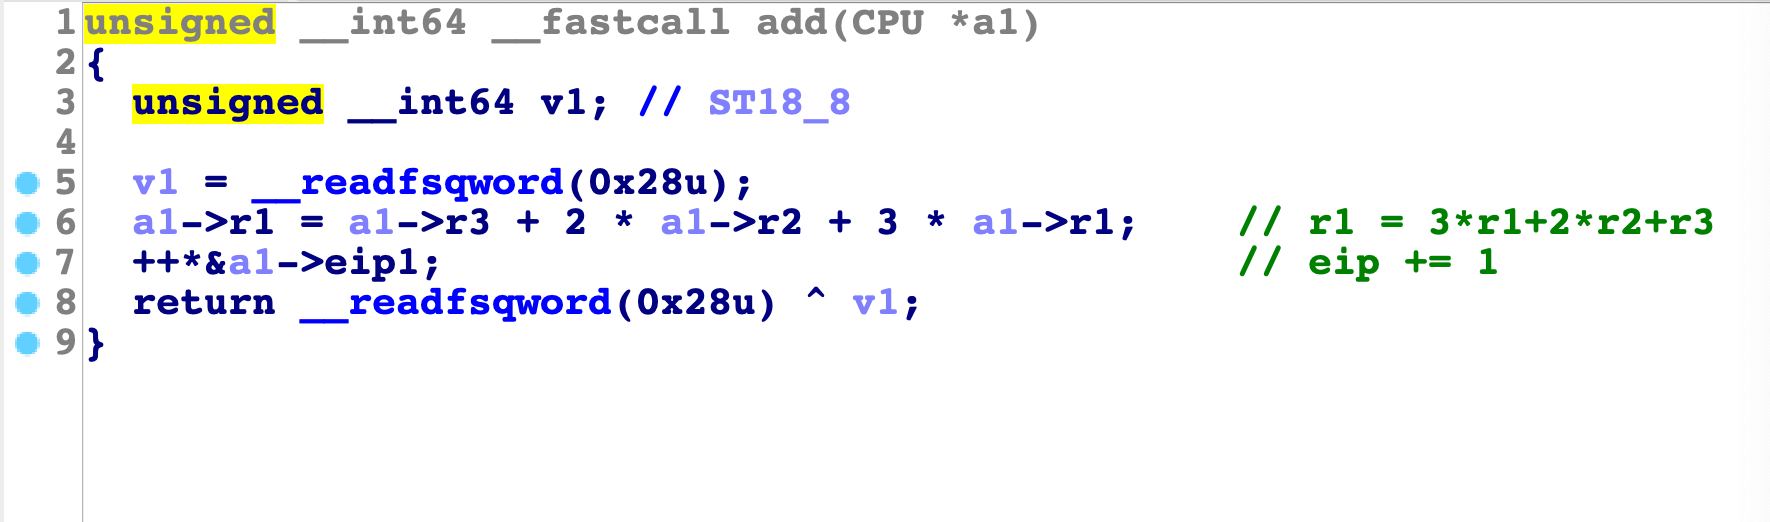 1 unsigned __int64 __fastcall add(CPU *a1)
2 {
3 unsigned __int64 v1; // ST18_8
4
5 v1 = __readfsqword(0x28u);
6 a1->r1 = a1->r3 + 2 * a1->r2 + 3 * a1->r1; // r1 = 3*r1+2*r2+r3
7 ++*&a1->eip1; // eip += 1
8 return __readfsqword(0x28u) ^ v1;
9 }